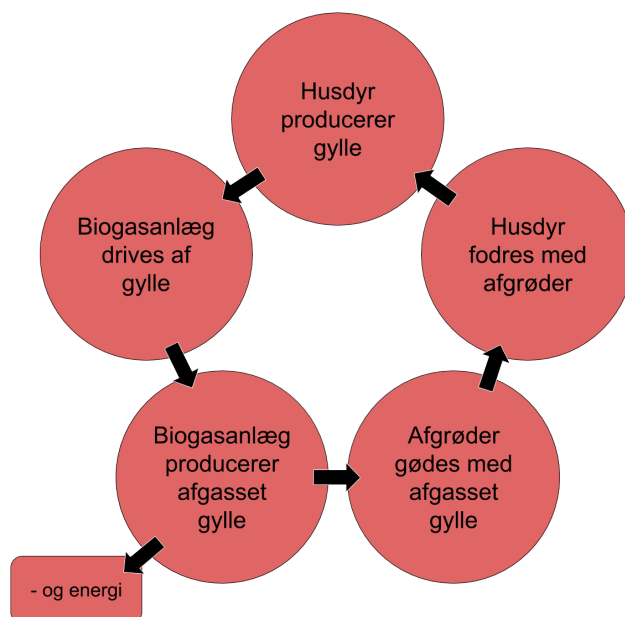 Husdyr
producerer
gylle
Biogasanlæg
drives af
gylle
Husdyr
fodres med
afgrøder
Biogasanlæg
producerer
afgasset
gylle
Afgrøder
gødes med
afgasset
gylle
- og energi